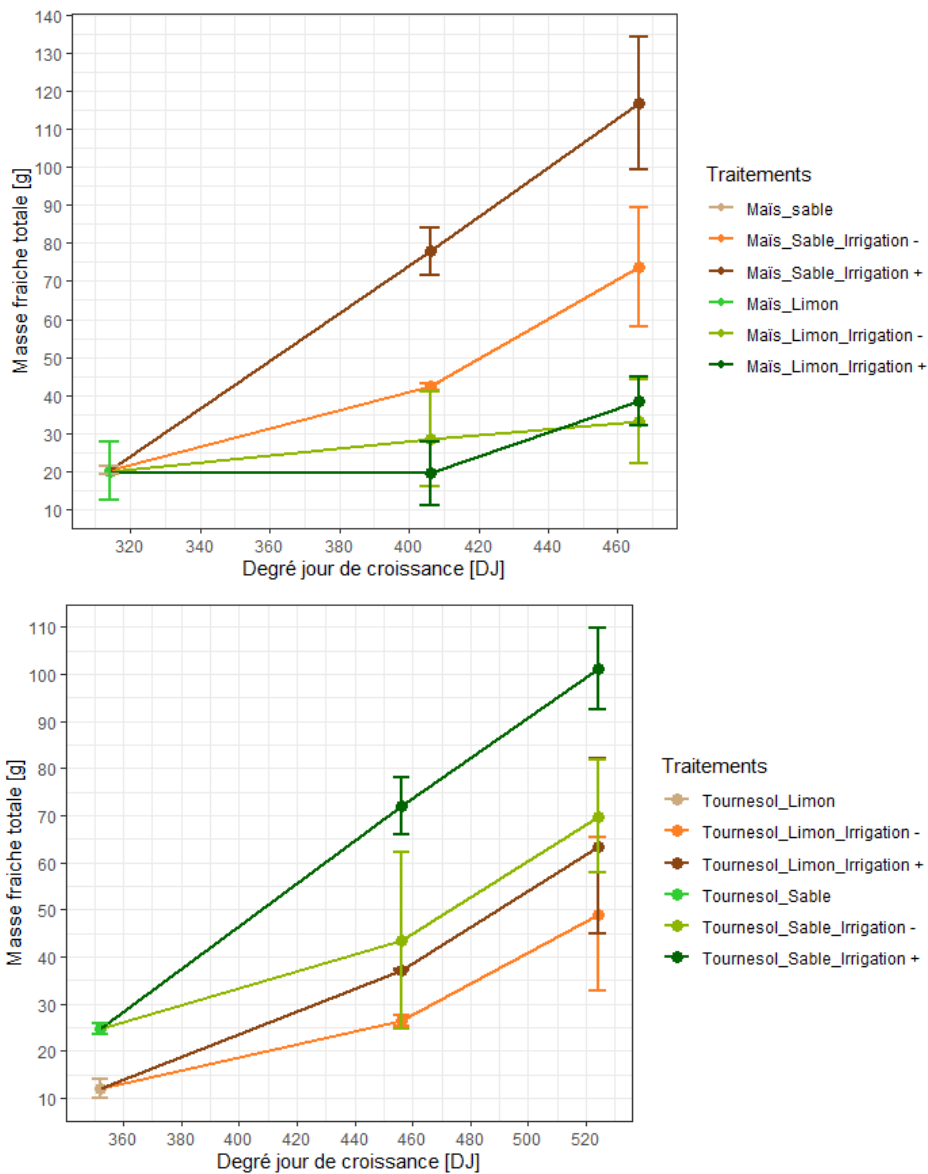 140
130
120
110
100
90
80
70
60
50
40
30
20
10
Masse fraiche totale [g]
320 340 360 380 400 420 440 460
Degré jour de croissance [DJ]
Traitements
Maïs_sable
Maïs_Sable_Irrigation -
Maïs_Sable_Irrigation +
Maïs_Limon
Maïs_Limon_Irrigation -
Maïs_Limon_Irrigation +
110
100
90
80
70
60
50
40
30
20
10
Masse fraiche totale [g]
360 380 400 420 440 460 480 500 520
Degré jour de croissance [DJ]
Traitements
Tournesol_Limon
Tournesol_Limon_Irrigation -
Tournesol_Limon_Irrigation +
Tournesol_Sable
Tournesol_Sable_Irrigation -
Tournesol_Sable_Irrigation +